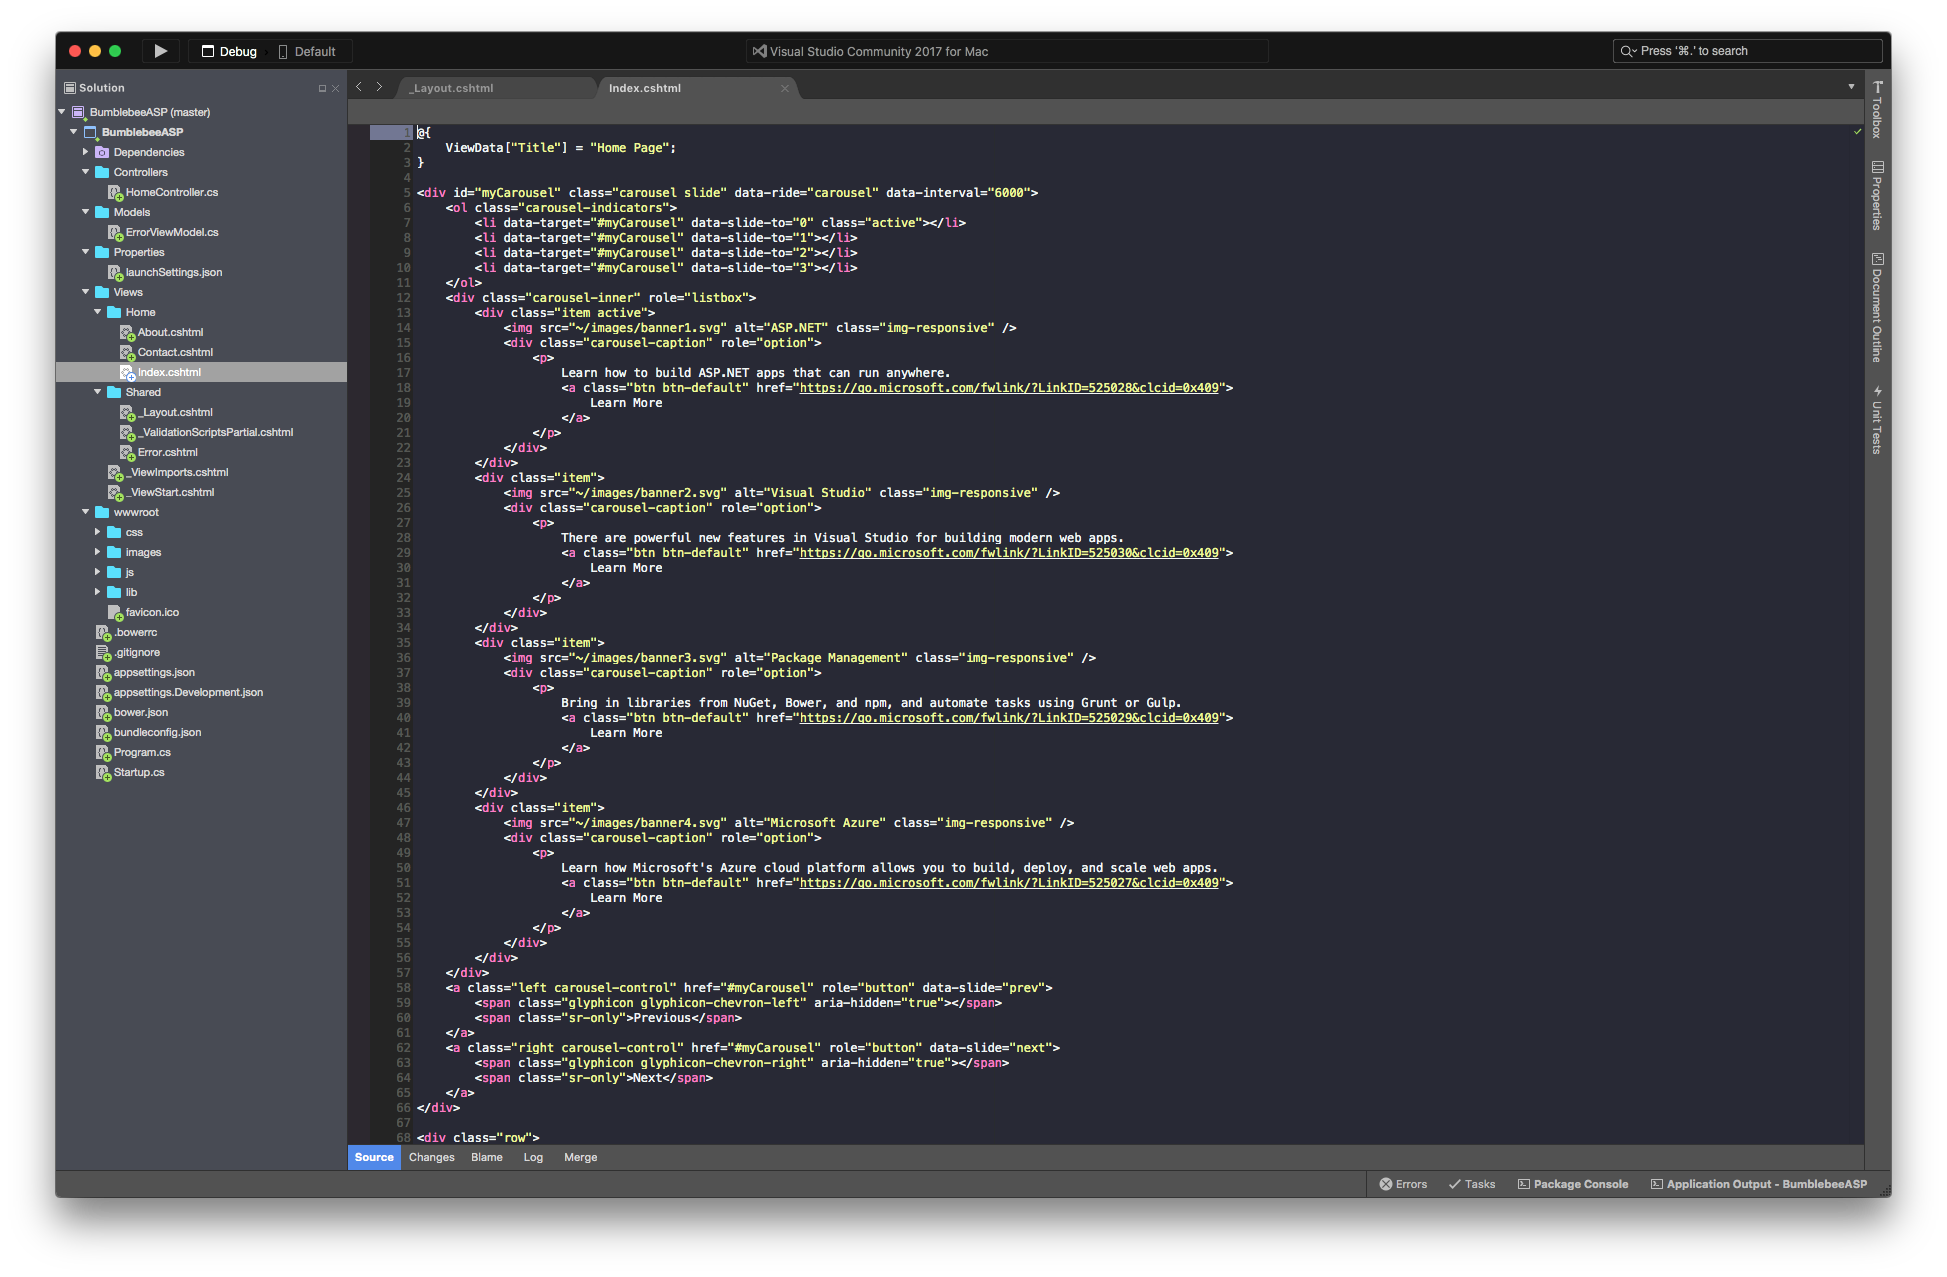 Debug Default
Visual Studio Community 2017 for Mac
Press '⌘.' to search
Solution
BumblebeeASP (master)
BumblebeeASP
Dependencies
Controllers
HomeController.cs
Models
ErrorViewModel.cs
Properties
launchSettings.json
Views
Home
About.cshtml
Contact.cshtml
Index.cshtml
Shared
_Layout.cshtml
_ValidationScriptsPartial.cshtml
Error.cshtml
_ViewImports.cshtml
_ViewStart.cshtml
wwwroot
css
images
js
lib
favicon.ico
.bowerrc
.gitignore
appsettings.json
appsettings.Development.json
bower.json
bundleconfig.json
Program.cs
Startup.cs
_Layout.cshtml Index.cshtml
1 @{
2     ViewData["Title"] = "Home Page";
3 }
4
5 <div id="myCarousel" class="carousel slide" data-ride="carousel" data-interval="6000">
6     <ol class="carousel-indicators">
7         <li data-target="#myCarousel" data-slide-to="0" class="active"></li>
8         <li data-target="#myCarousel" data-slide-to="1"></li>
9         <li data-target="#myCarousel" data-slide-to="2"></li>
10         <li data-target="#myCarousel" data-slide-to="3"></li>
11     </ol>
12     <div class="carousel-inner" role="listbox">
13         <div class="item active">
14             <img src="~/images/banner1.svg" alt="ASP.NET" class="img-responsive" />
15             <div class="carousel-caption" role="option">
16                 <p>
17                     Learn how to build ASP.NET apps that can run anywhere.
18                     <a class="btn btn-default" href="https://go.microsoft.com/fwlink/?LinkID=525028&clcid=0x409">
19                         Learn More
20                     </a>
21                 </p>
22             </div>
23         </div>
24         <div class="item">
25             <img src="~/images/banner2.svg" alt="Visual Studio" class="img-responsive" />
26             <div class="carousel-caption" role="option">
27                 <p>
28                     There are powerful new features in Visual Studio for building modern web apps.
29                     <a class="btn btn-default" href="https://go.microsoft.com/fwlink/?LinkID=525030&clcid=0x409">
30                         Learn More
31                     </a>
32                 </p>
33             </div>
34         </div>
35         <div class="item">
36             <img src="~/images/banner3.svg" alt="Package Management" class="img-responsive" />
37             <div class="carousel-caption" role="option">
38                 <p>
39                     Bring in libraries from NuGet, Bower, and npm, and automate tasks using Grunt or Gulp.
40                     <a class="btn btn-default" href="https://go.microsoft.com/fwlink/?LinkID=525029&clcid=0x409">
41                         Learn More
42                     </a>
43                 </p>
44             </div>
45         </div>
46         <div class="item">
47             <img src="~/images/banner4.svg" alt="Microsoft Azure" class="img-responsive" />
48             <div class="carousel-caption" role="option">
49                 <p>
50                     Learn how Microsoft's Azure cloud platform allows you to build, deploy, and scale web apps.
51                     <a class="btn btn-default" href="https://go.microsoft.com/fwlink/?LinkID=525027&clcid=0x409">
52                         Learn More
53                     </a>
54                 </p>
55             </div>
56         </div>
57     </div>
58     <a class="left carousel-control" href="#myCarousel" role="button" data-slide="prev">
59         <span class="glyphicon glyphicon-chevron-left" aria-hidden="true"></span>
60         <span class="sr-only">Previous</span>
61     </a>
62     <a class="right carousel-control" href="#myCarousel" role="button" data-slide="next">
63         <span class="glyphicon glyphicon-chevron-right" aria-hidden="true"></span>
64         <span class="sr-only">Next</span>
65     </a>
66 </div>
67
68 <div class="row">
Toolbox
Properties
Document Outline
Unit Tests
Source Changes Blame Log Merge
Errors Tasks Package Console Application Output - BumblebeeASP